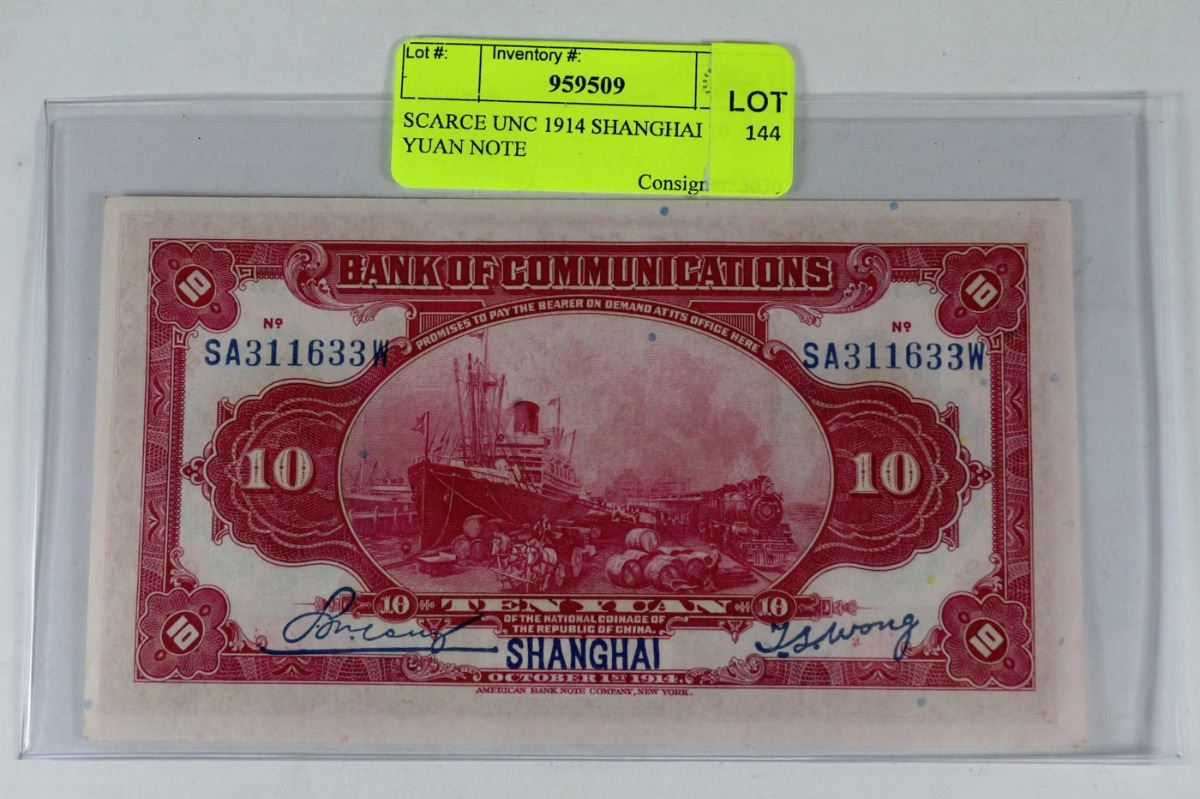 Lot #: Inventory #:
959509
LOT
144
SCARCE UNC 1914 SHANGHAI
YUAN NOTE
Consign
10 BANK OF COMMUNICATIONS 10
PROMISES TO PAY THE BEARER ON DEMAND AT ITS OFFICE HERE
Nº Nº
SA311633W SA311633W
10 10
10 TEN YUAN 10
OF THE NATIONAL COINAGE OF
THE REPUBLIC OF CHINA.
T.S.Wong
10 SHANGHAI 10
OCTOBER 1ST 1914.
AMERICAN BANK NOTE COMPANY, NEW YORK.